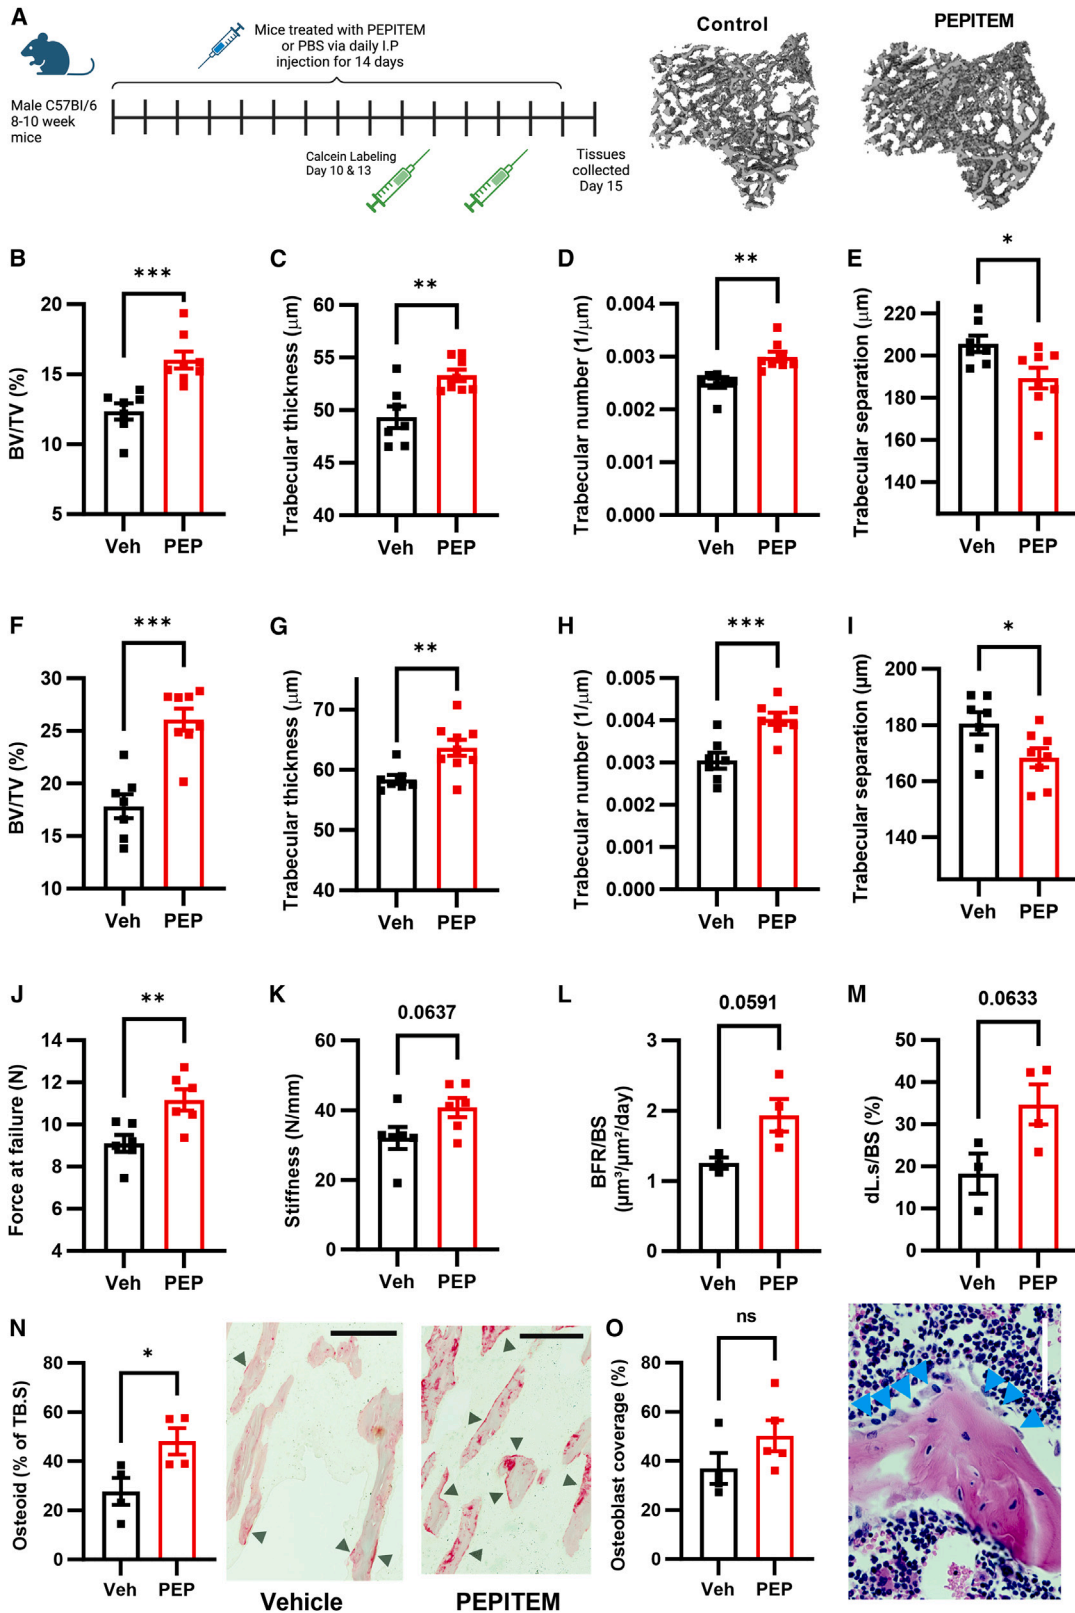 A
Mice treated with PEPITEM
or PBS via daily I.P
injection for 14 days
Male C57Bl/6
8-10 week
mice
Calcein Labeling
Day 10 & 13
Tissues
collected
Day 15
Control
PEPITEM
B
***
BV/TV (%)
20
15
10
5
Veh
PEP
C
**
Trabecular thickness (μm)
60
55
50
45
40
Veh
PEP
D
**
Trabecular number (1/μm)
0.004
0.003
0.002
0.001
0.000
Veh
PEP
E
*
Trabecular separation (μm)
220
200
180
160
140
Veh
PEP
F
***
BV/TV (%)
30
25
20
15
10
Veh
PEP
G
**
Trabecular thickness (μm)
70
60
50
40
Veh
PEP
H
***
Trabecular number (1/μm)
0.005
0.004
0.003
0.002
0.001
0.000
Veh
PEP
I
*
Trabecular separation (μm)
200
180
160
140
Veh
PEP
J
**
Force at failure (N)
14
12
10
8
6
4
Veh
PEP
K
0.0637
Stiffness (N/mm)
60
40
20
0
Veh
PEP
L
0.0591
BFR/BS
(μm³/μm²/day)
3
2
1
0
Veh
PEP
M
0.0633
dL.s/BS (%)
50
40
30
20
10
0
Veh
PEP
N
*
Osteoid (% of TB.S)
80
60
40
20
0
Veh
PEP
Vehicle
PEPITEM
O
ns
Osteoblast coverage (%)
80
60
40
20
0
Veh
PEP